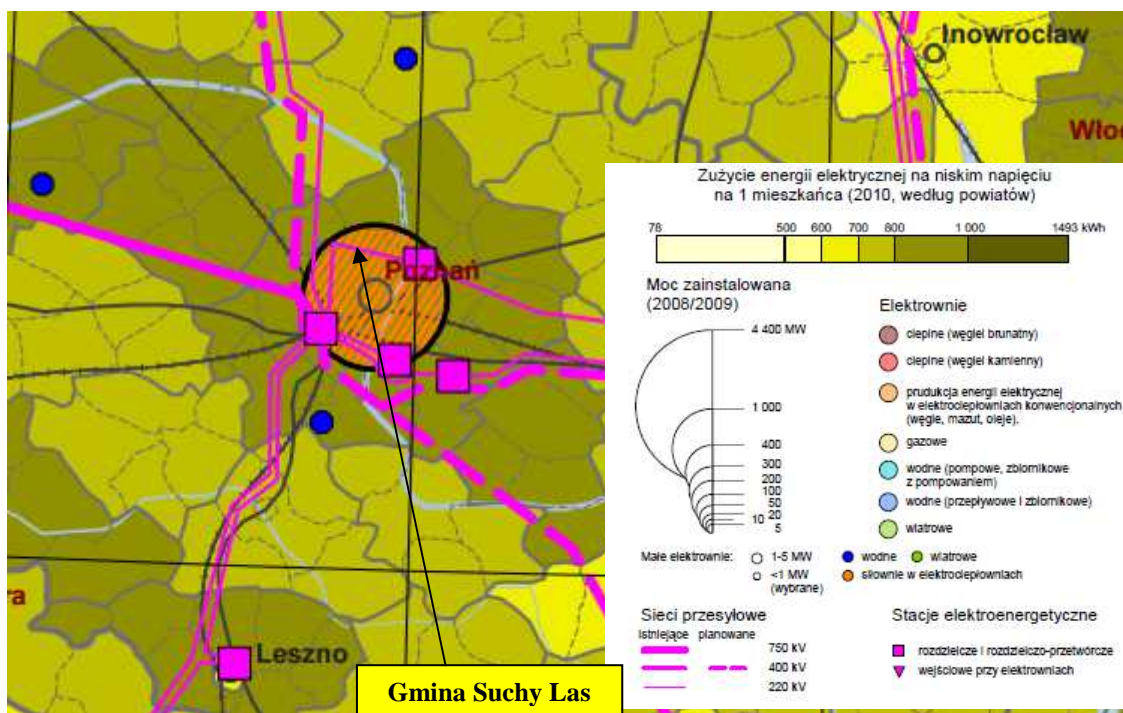 Inowrocław
Poznań
Leszno
ra
Gmina Suchy Las
Zużycie energii elektrycznej na niskim napięciu
na 1 mieszkańca (2010, według powiatów)
78 500 600 700 800 1 000 1493 kWh
Moc zainstalowana
(2008/2009)
4 400 MW
1 000
400
300
200
100
50
20
10
5
Elektrownie
cieplne (węgiel brunatny)
cieplne (węgiel kamienny)
prudukcja energii elektrycznej
w elektrociepłowniach konwencjonalnych
(węgle, mazut, oleje).
gazowe
wodne (pompowe, zbiornikowe
z pompowaniem)
wodne (przepływowe i zbiornikowe)
wiatrowe
Małe elektrownie: 1-5 MW wodne wiatrowe
<1 MW siłownie w elektrociepłowniach
(wybrane)
Sieci przesyłowe
istniejące planowane
750 kV
400 kV
220 kV
Stacje elektroenergetyczne
rozdzielcze i rozdzielczo-przetwórcze
wejściowe przy elektrowniach